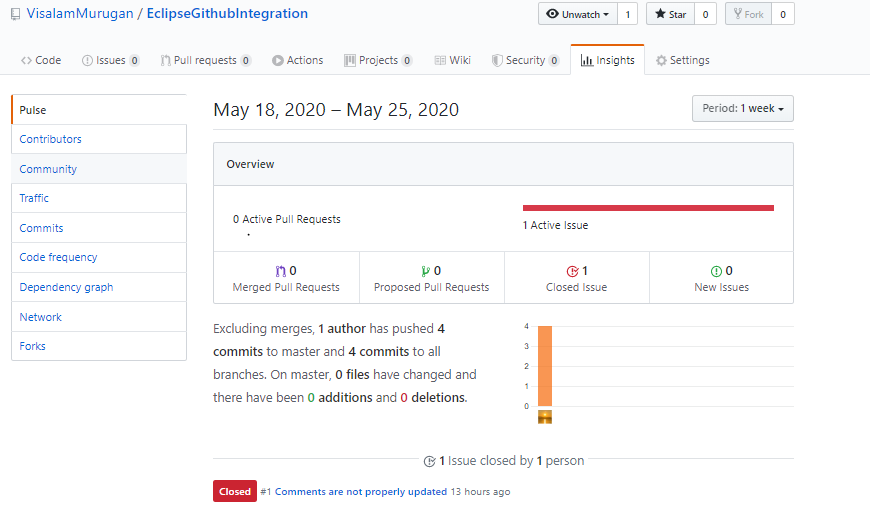 VisalamMurugan / EclipseGithubIntegration
Unwatch 1 Star 0 Fork 0
Code Issues 0 Pull requests 0 Actions Projects 0 Wiki Security 0 Insights Settings
Pulse
Contributors
Community
Traffic
Commits
Code frequency
Dependency graph
Network
Forks
May 18, 2020 – May 25, 2020
Period: 1 week
Overview
0 Active Pull Requests
1 Active Issue
0
Merged Pull Requests
0
Proposed Pull Requests
1
Closed Issue
0
New Issues
Excluding merges, 1 author has pushed 4
commits to master and 4 commits to all
branches. On master, 0 files have changed and
there have been 0 additions and 0 deletions.
4
3
2
1
0
1 Issue closed by 1 person
Closed #1 Comments are not properly updated 13 hours ago